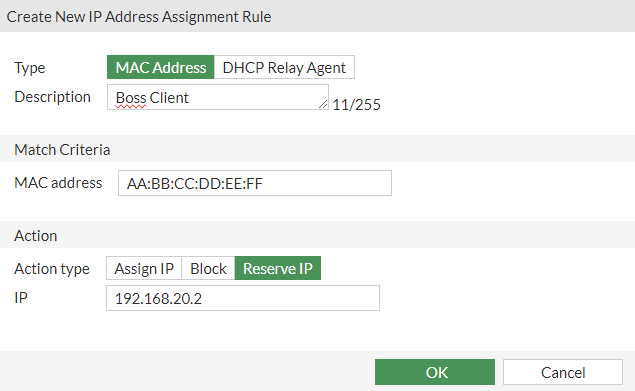 Create New IP Address Assignment Rule
Type MAC Address DHCP Relay Agent
Description Boss Client 11/255
Match Criteria
MAC address AA:BB:CC:DD:EE:FF
Action
Action type Assign IP Block Reserve IP
IP 192.168.20.2
OK Cancel